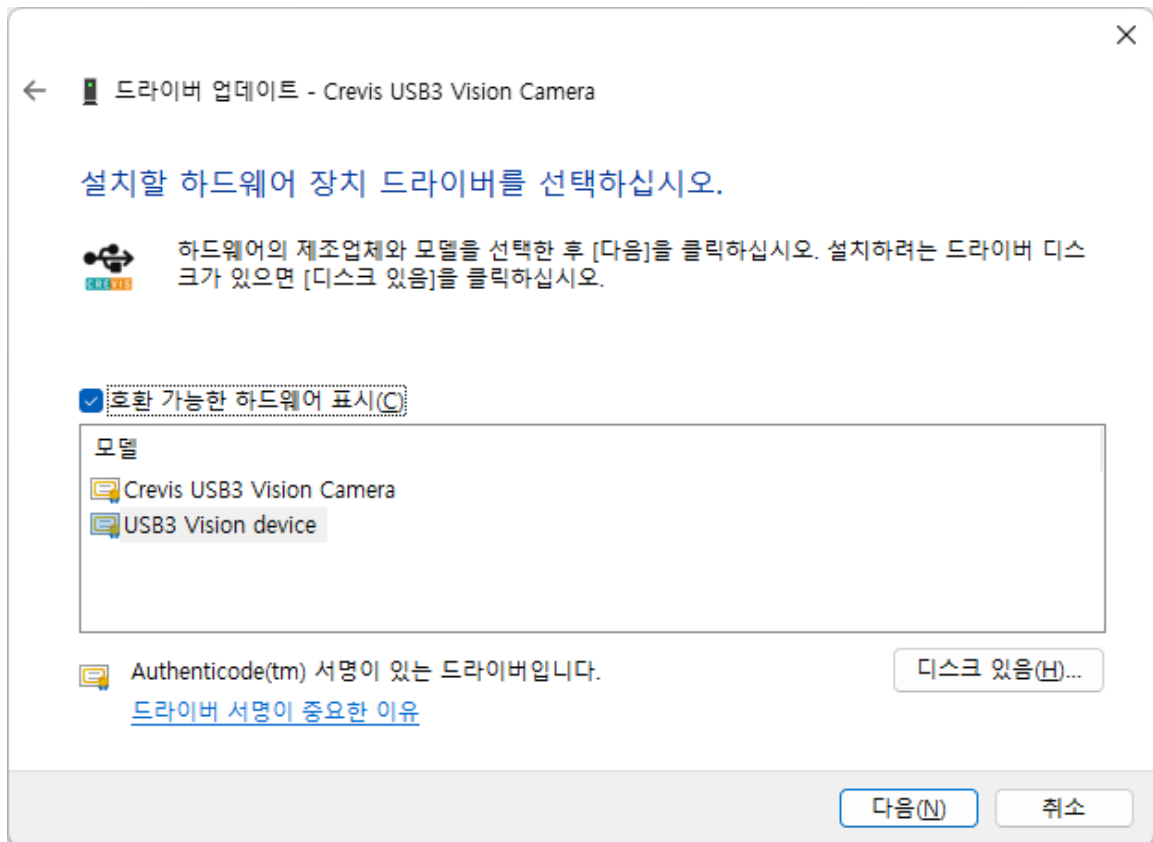 드라이버 업데이트 - Crevis USB3 Vision Camera
설치할 하드웨어 장치 드라이버를 선택하십시오.
하드웨어의 제조업체와 모델을 선택한 후 [다음]을 클릭하십시오. 설치하려는 드라이버 디스
크가 있으면 [디스크 있음]을 클릭하십시오.
CREVIS
호환 가능한 하드웨어 표시(C)
모델
Crevis USB3 Vision Camera
USB3 Vision device
Authenticode(tm) 서명이 있는 드라이버입니다.
디스크 있음(H)...
드라이버 서명이 중요한 이유
다음(N)
취소